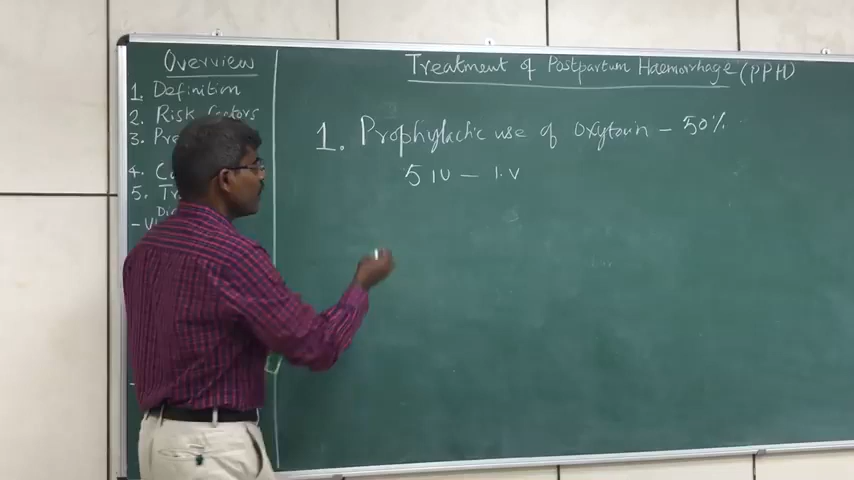 Overview
1. Definition
2. Risk factors
3. Pre
4. C
5. T
Treatment of Postpartum Haemorrhage (PPH)
1. Prophylactic use of oxytocin - 50%
5 IU - I.V